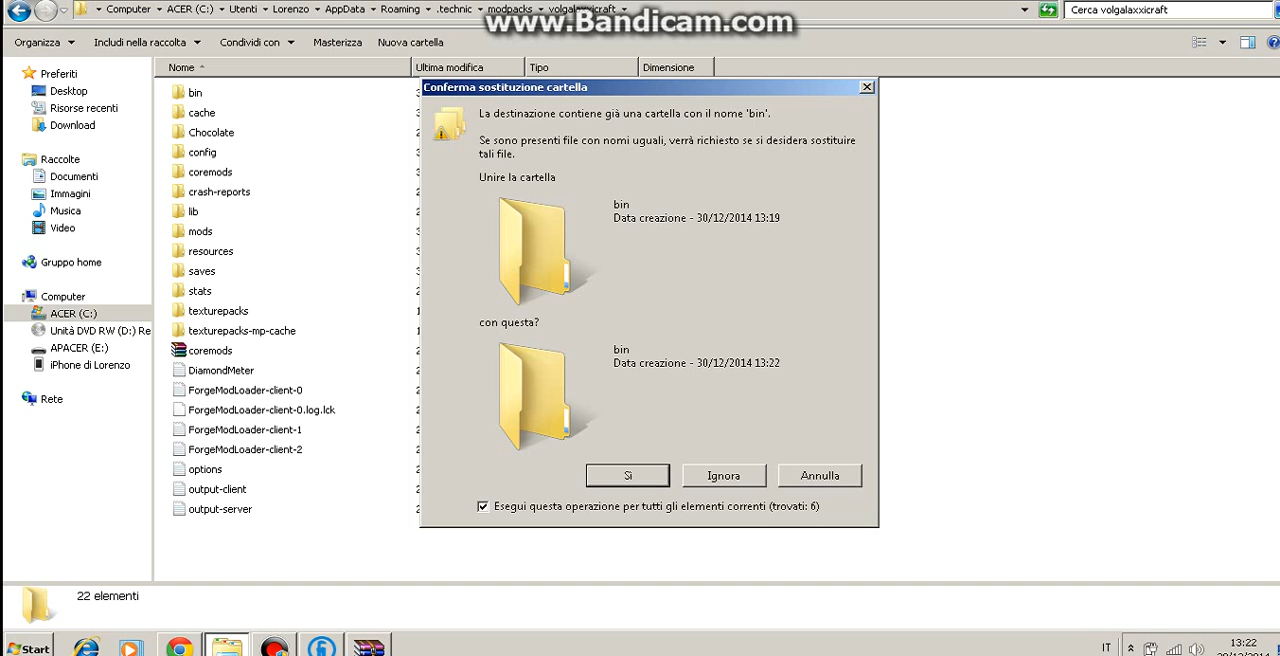 www.Bandicam.com
Computer ▸ ACER (C:) ▸ Utenti ▸ Lorenzo ▸ AppData ▸ Roaming ▸ .technic ▸ modpacks ▸ volgalaxxicraft ▸
Cerca volgalaxxicraft
Organizza Includi nella raccolta Condividi con Masterizza Nuova cartella
Nome Ultima modifica Tipo Dimensione
Preferiti
Desktop
Risorse recenti
Download
Raccolte
Documenti
Immagini
Musica
Video
Gruppo home
Computer
ACER (C:)
Unità DVD RW (D:) Re
APACER (E:)
iPhone di Lorenzo
Rete
bin
cache
Chocolate
config
coremods
crash-reports
lib
mods
resources
saves
stats
texturepacks
texturepacks-mp-cache
coremods
DiamondMeter
ForgeModLoader-client-0
ForgeModLoader-client-0.log.lck
ForgeModLoader-client-1
ForgeModLoader-client-2
options
output-client
output-server
Conferma sostituzione cartella
La destinazione contiene già una cartella con il nome 'bin'.
Se sono presenti file con nomi uguali, verrà richiesto se si desidera sostituire
tali file.
Unire la cartella
bin
Data creazione - 30/12/2014 13:19
con questa?
bin
Data creazione - 30/12/2014 13:22
Sì Ignora Annulla
Esegui questa operazione per tutti gli elementi correnti (trovati: 6)
22 elementi
Start
IT
13:22